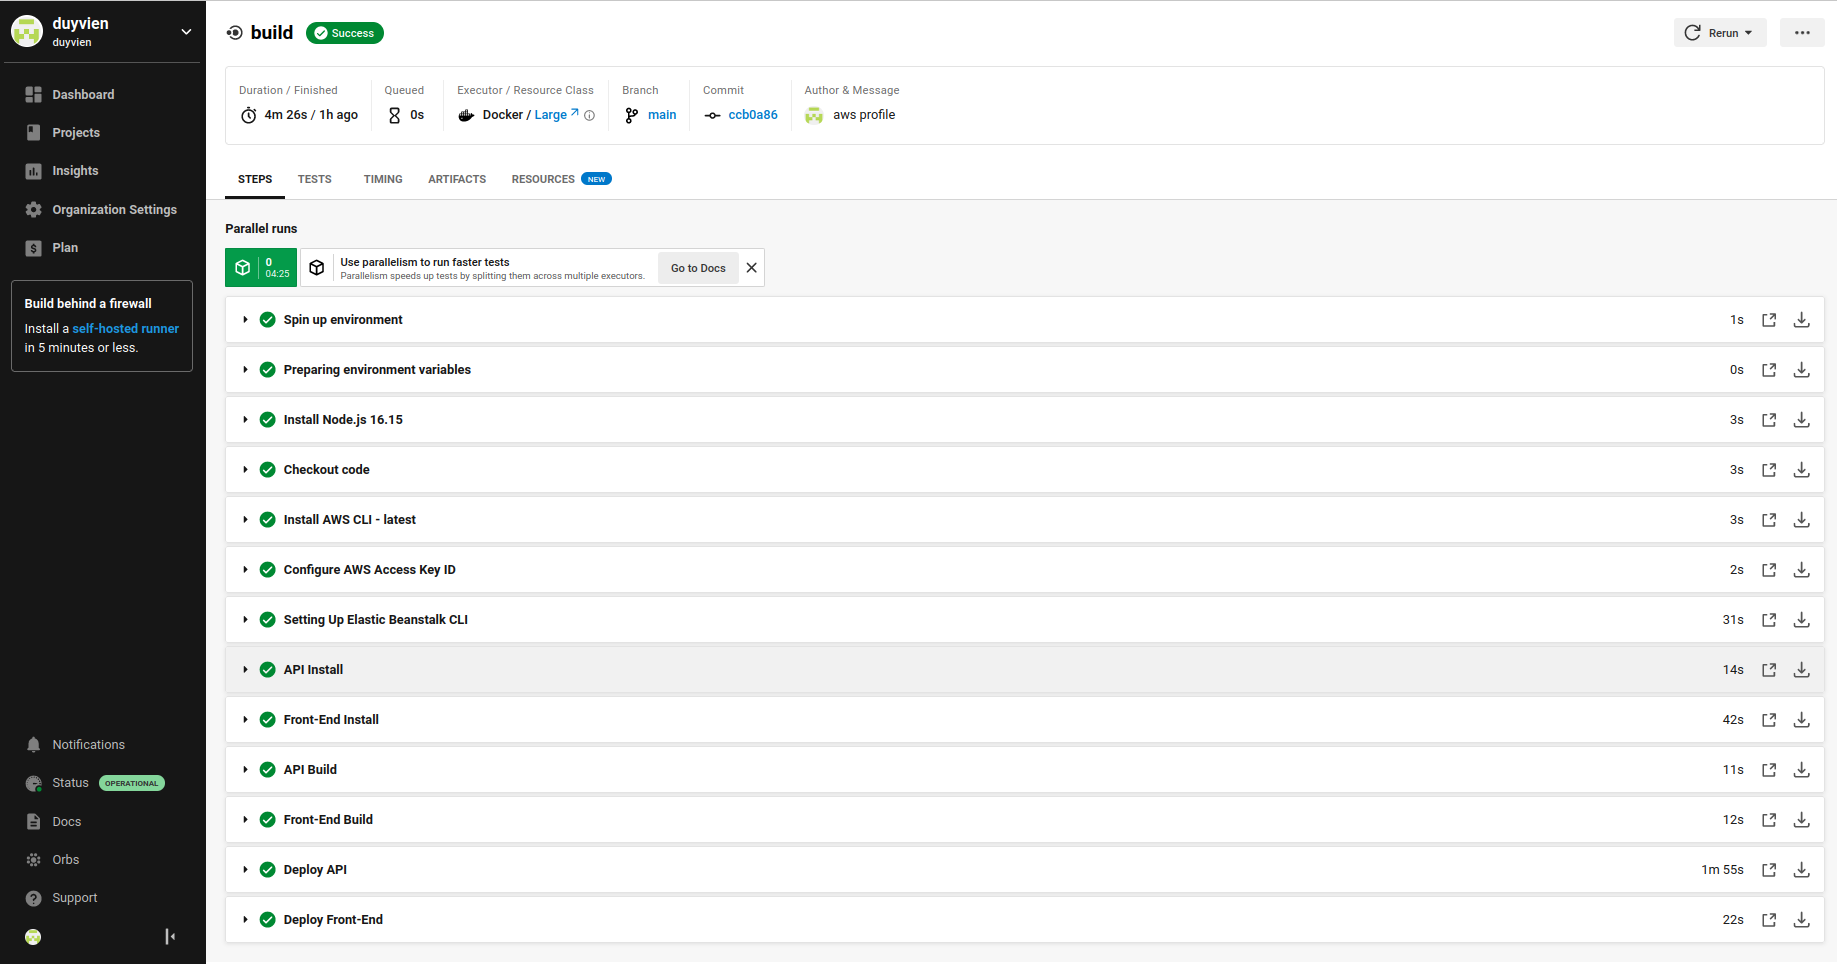 duyvien
duyvien
Dashboard
Projects
Insights
Organization Settings
Plan
Build behind a firewall
Install a self-hosted runner
in 5 minutes or less.
Notifications
Status OPERATIONAL
Docs
Orbs
Support
build Success
Rerun
Duration / Finished
4m 26s / 1h ago
Queued
0s
Executor / Resource Class
Docker / Large
Branch
main
Commit
ccb0a86
Author & Message
aws profile
STEPS TESTS TIMING ARTIFACTS RESOURCES NEW
Parallel runs
0
04:25
Use parallelism to run faster tests
Parallelism speeds up tests by splitting them across multiple executors.
Go to Docs
Spin up environment 1s
Preparing environment variables 0s
Install Node.js 16.15 3s
Checkout code 3s
Install AWS CLI - latest 3s
Configure AWS Access Key ID 2s
Setting Up Elastic Beanstalk CLI 31s
API Install 14s
Front-End Install 42s
API Build 11s
Front-End Build 12s
Deploy API 1m 55s
Deploy Front-End 22s